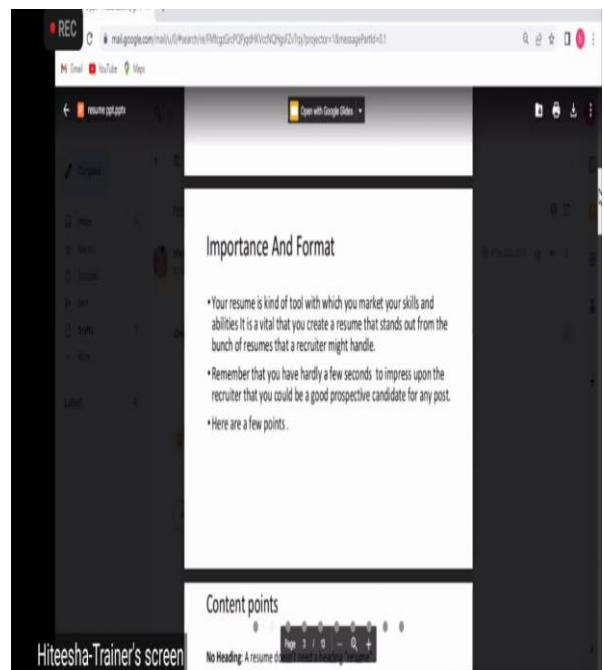 REC
M Gmail YouTube Maps
resume ppt.pptx
Open with Google Slides
Compose
Importance And Format
•Your resume is kind of tool with which you market your skills and
abilities It is a vital that you create a resume that stands out from the
bunch of resumes that a recruiter might handle.
•Remember that you have hardly a few seconds to impress upon the
recruiter that you could be a good prospective candidate for any post.
•Here are a few points .
Labels
Content points
Page 3 / 13
No Heading: A resume doesn't need a heading "resume"
Hiteesha-Trainer's screen